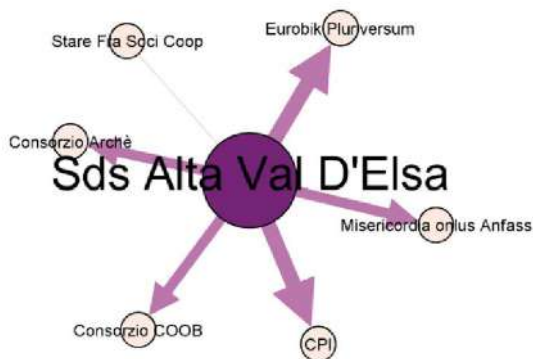 Eurobik Pluriversum
Stare Fra Soci Coop
Consorzio Archè
Sds Alta Val D'Elsa
Misericordia onlus Anfass
Consorzio COOB
CPI